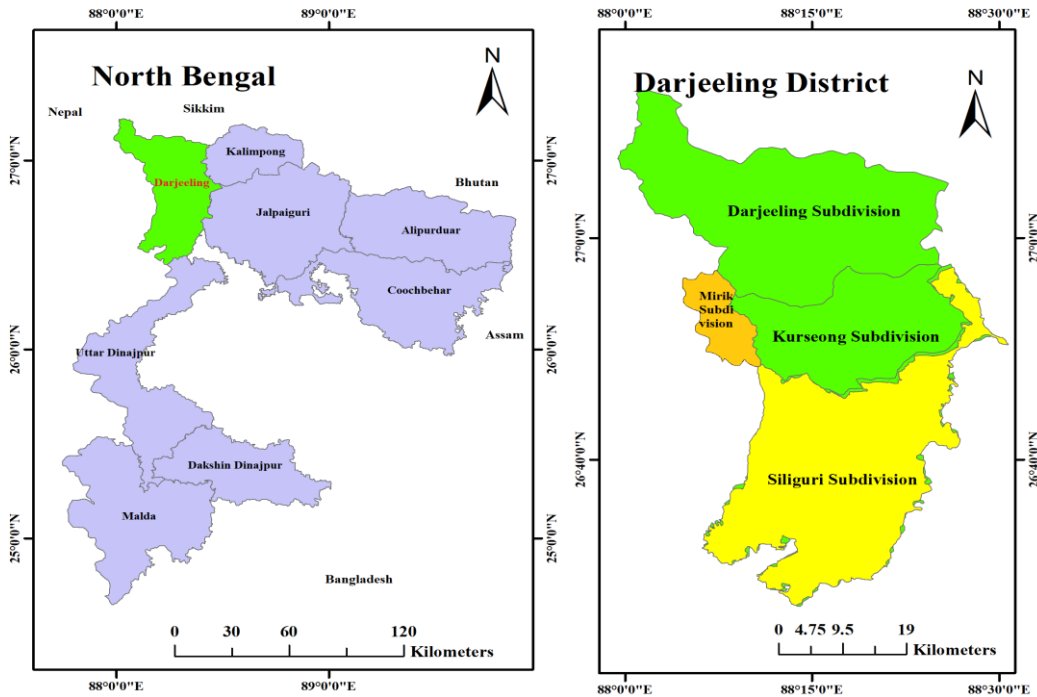 88°0'0"E 89°0'0"E
North Bengal
N
Nepal
Sikkim
Kalimpong
Darjeeling
Bhutan
Jalpaiguri
Alipurduar
Coochbehar
Assam
Uttar Dinajpur
Dakshin Dinajpur
Malda
Bangladesh
0 30 60 120
Kilometers
27°0'0"N
26°0'0"N
25°0'0"N
27°0'0"N
26°0'0"N
25°0'0"N
88°0'0"E 89°0'0"E
88°0'0"E 88°15'0"E 88°30'0"E
Darjeeling District
N
Darjeeling Subdivision
Mirik
Subdi
vision
Kurseong Subdivision
Siliguri Subdivision
0 4.75 9.5 19
Kilometers
27°0'0"N
26°40'0"N
27°0'0"N
26°40'0"N
88°0'0"E 88°15'0"E 88°30'0"E